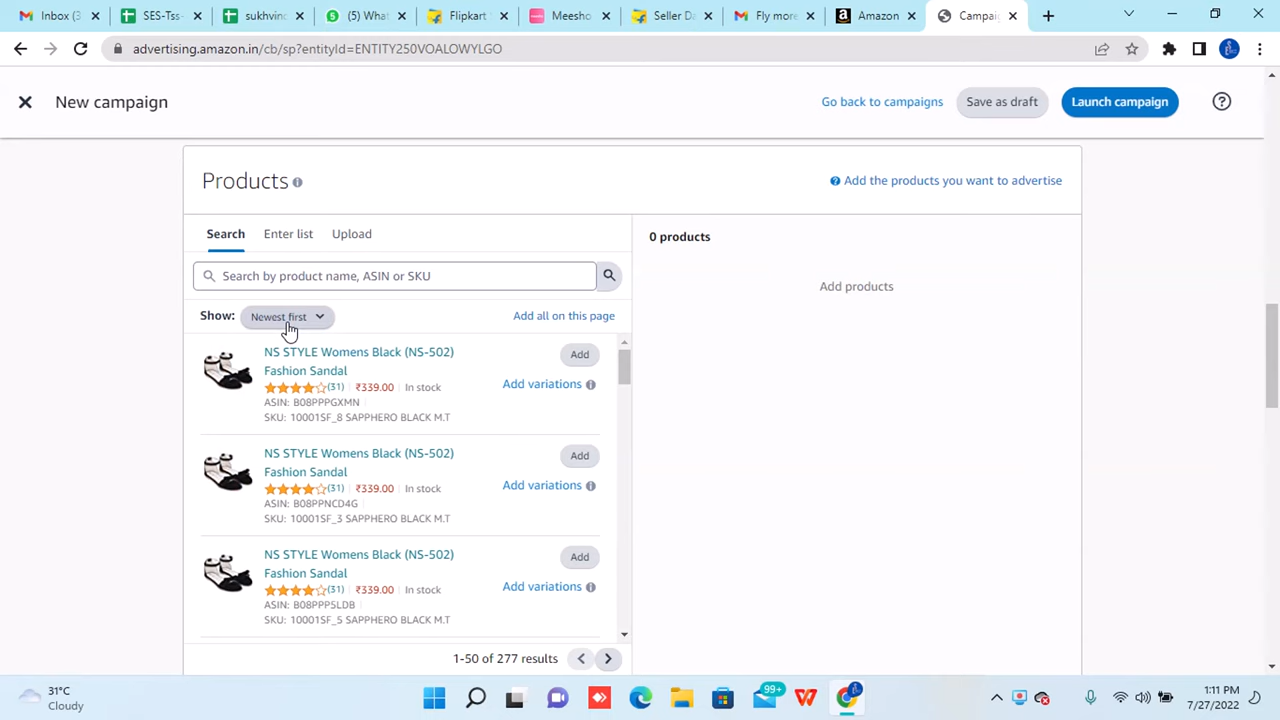 Inbox (3
SES-Tss-
sukhvind
(5) What
Flipkart
Meesho
Seller Da
Fly more
Amazon
Campai
advertising.amazon.in/cb/sp?entityId=ENTITY250VOALOWYLGO
New campaign
Go back to campaigns
Save as draft
Launch campaign
Products
Add the products you want to advertise
Search
Enter list
Upload
0 products
Search by product name, ASIN or SKU
Add products
Show:
Newest first
Add all on this page
NS STYLE Womens Black (NS-502)
Fashion Sandal
Add
(31) ₹339.00 In stock
Add variations
ASIN: B08PPPGXMN
SKU: 10001SF_8 SAPPHERO BLACK M.T
NS STYLE Womens Black (NS-502)
Fashion Sandal
Add
(31) ₹339.00 In stock
Add variations
ASIN: B08PPNCD4G
SKU: 10001SF_3 SAPPHERO BLACK M.T
NS STYLE Womens Black (NS-502)
Fashion Sandal
Add
(31) ₹339.00 In stock
Add variations
ASIN: B08PPP5LDB
SKU: 10001SF_5 SAPPHERO BLACK M.T
1-50 of 277 results
31°C
Cloudy
99+
1:11 PM
7/27/2022